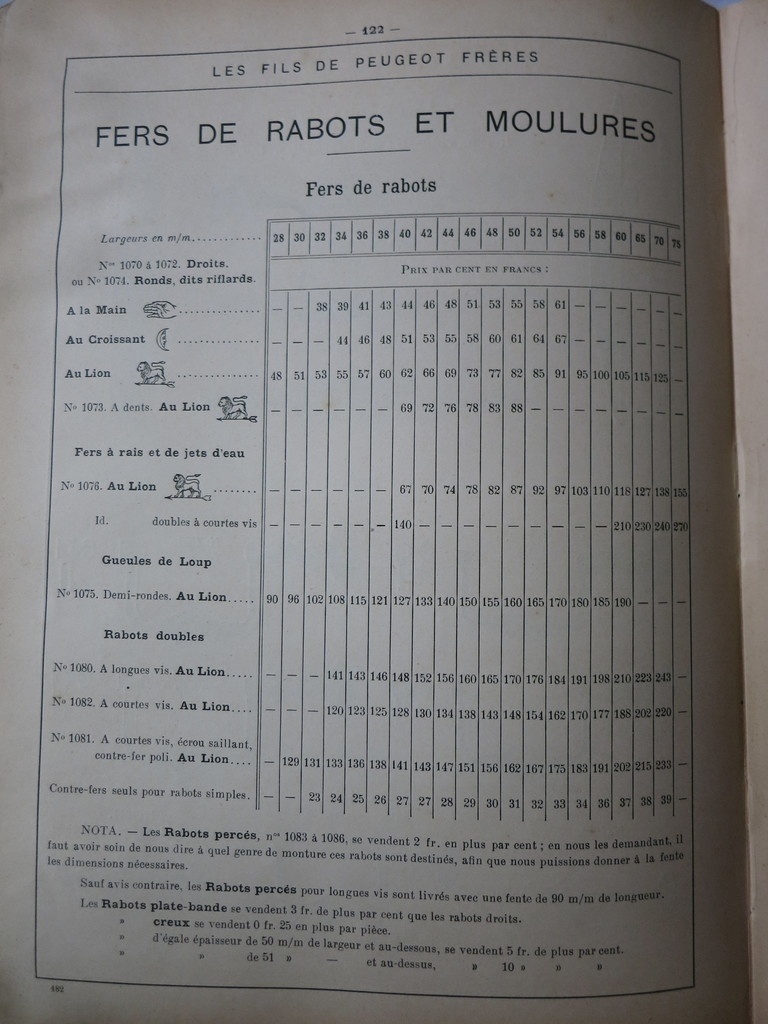 — 122 —
LES FILS DE PEUGEOT FRÈRES
FERS DE RABOTS ET MOULURES
Fers de rabots
Largeurs en m/m............. 28 30 32 34 36 38 40 42 44 46 48 50 52 54 56 58 60 65 70 75
Nos 1070 à 1072. Droits.
ou No 1074. Ronds, dits riflards.
PRIX PAR CENT EN FRANCS :
A la Main ............... — — 38 39 41 43 44 46 48 51 53 55 58 61 — — — — — —
Au Croissant ............... — — — 44 46 48 51 53 55 58 60 61 64 67 — — — — — —
Au Lion ............... 48 51 53 55 57 60 62 66 69 73 77 82 85 91 95 100 105 115 125 —
No 1073. A dents. Au Lion — — — — — — 69 72 76 78 83 88 — — — — — — — —
Fers à rais et de jets d'eau
No 1076. Au Lion ........ — — — — — — 67 70 74 78 82 87 92 97 103 110 118 127 138 155
Id. doubles à courtes vis — — — — — — 140 — — — — — — — — — 210 230 240 270
Gueules de Loup
No 1075. Demi-rondes. Au Lion..... 90 96 102 108 115 121 127 133 140 150 155 160 165 170 180 185 190 — — —
Rabots doubles
No 1080. A longues vis. Au Lion..... — — — 141 143 146 148 152 156 160 165 170 176 184 191 198 210 223 243 —
No 1082. A courtes vis. Au Lion.... — — — 120 123 125 128 130 134 138 143 148 154 162 170 177 188 202 220 —
No 1081. A courtes vis, écrou saillant,
contre-fer poli. Au Lion.... — 129 131 133 136 138 141 143 147 151 156 162 167 175 183 191 202 215 233 —
Contre-fers seuls pour rabots simples. — — 23 24 25 26 27 27 28 29 30 31 32 33 34 36 37 38 39 —
NOTA. — Les Rabots percés, nos 1083 à 1086, se vendent 2 fr. en plus par cent ; en nous les demandant, il
faut avoir soin de nous dire à quel genre de monture ces rabots sont destinés, afin que nous puissions donner à la fente
les dimensions nécessaires.
Sauf avis contraire, les Rabots percés pour longues vis sont livrés avec une fente de 90 m/m de longueur.
Les Rabots plate-bande se vendent 3 fr. de plus par cent que les rabots droits.
» creux se vendent 0 fr. 25 en plus par pièce.
» d'égale épaisseur de 50 m/m de largeur et au-dessous, se vendent 5 fr. de plus par cent.
» » de 51 » — et au-dessus, » 10 » » »
182